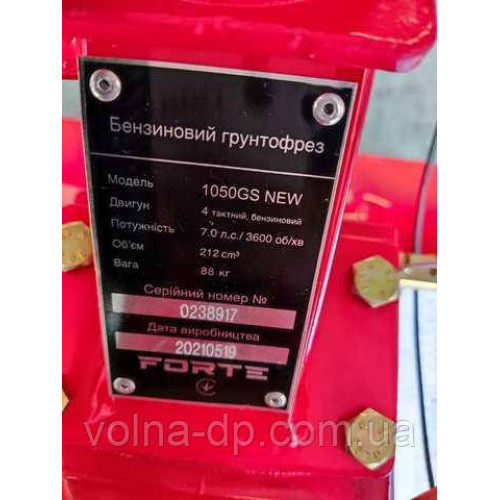 Бензиновий грунтофрез
Модель 1050GS NEW
Двигун 4 тактний, бензиновий
Потужність 7.0 л.с./ 3600 об/хв
Об'єм 212 cm³
Вага 88 кг
Серійний номер №
0238917
Дата виробництва
20210519
FORTE
volna-dp.com.ua